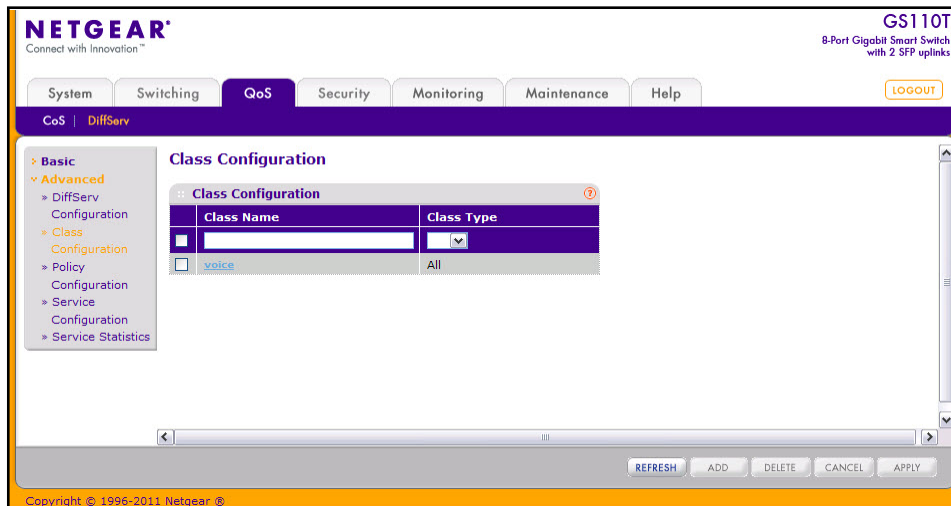 NETGEAR®
Connect with Innovation™
GS110T
8-Port Gigabit Smart Switch
with 2 SFP uplinks
System Switching QoS Security Monitoring Maintenance Help
LOGOUT
CoS | DiffServ
Basic
Advanced
» DiffServ
Configuration
» Class
Configuration
» Policy
Configuration
» Service
Configuration
» Service Statistics
Class Configuration
Class Configuration
?
Class Name Class Type
voice All
REFRESH ADD DELETE CANCEL APPLY
Copyright © 1996-2011 Netgear ®